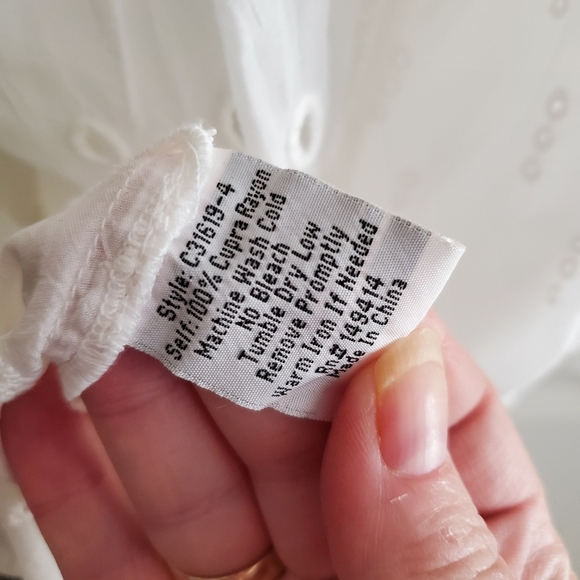 Style: C31619-4
Self: 100% Cupra Rayon
Machine Wash Cold
No Bleach
Tumble Dry Low
Remove Promptly
Warm Iron If Needed
Rn# 149414
Made In China